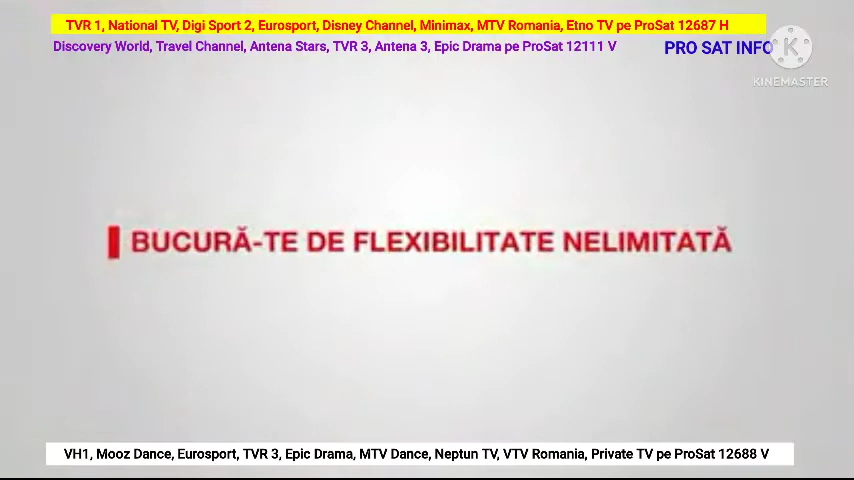 TVR 1, National TV, Digi Sport 2, Eurosport, Disney Channel, Minimax, MTV Romania, Etno TV pe ProSat 12687 H
Discovery World, Travel Channel, Antena Stars, TVR 3, Antena 3, Epic Drama pe ProSat 12111 V
PRO SAT INFO
K
KINEMASTER
BUCURĂ-TE DE FLEXIBILITATE NELIMITATĂ
VH1, Mooz Dance, Eurosport, TVR 3, Epic Drama, MTV Dance, Neptun TV, VTV Romania, Private TV pe ProSat 12688 V